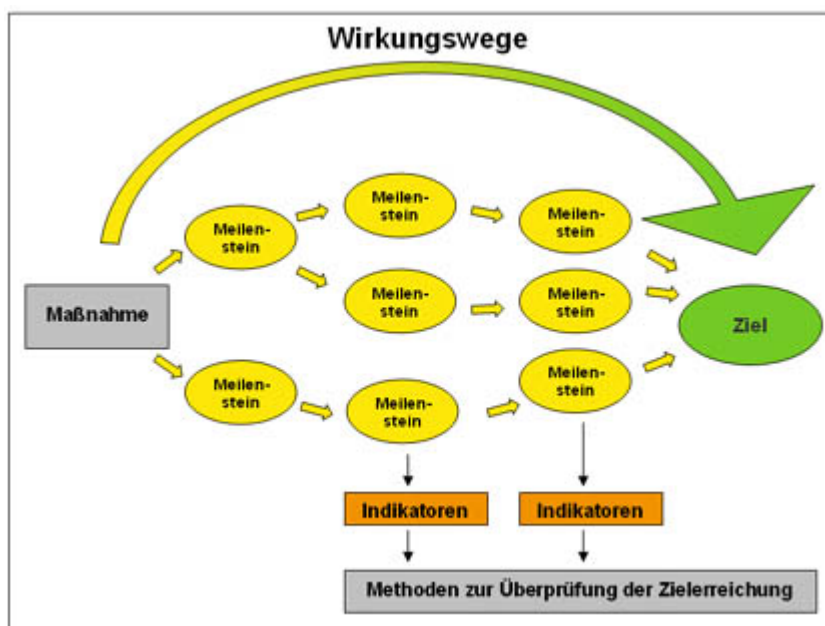 Wirkungswege
Meilen-
stein
Meilen-
stein
Meilen-
stein
Maßnahme
Meilen-
stein
Meilen-
stein
Ziel
Meilen-
stein
Meilen-
stein
Meilen-
stein
Indikatoren
Indikatoren
Methoden zur Überprüfung der Zielerreichung